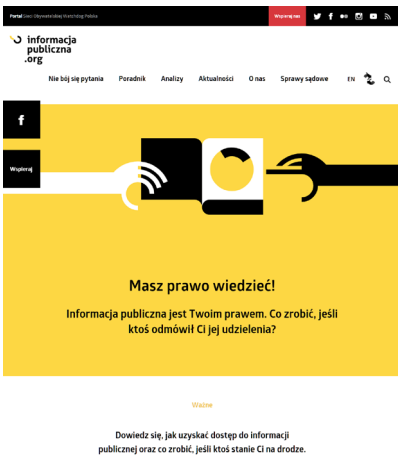 Portal Sieci Obywatelskiej Watchdog Polska
Wspieraj nas
informacja
publiczna
.org
Nie bój się pytania Poradnik Analizy Aktualności O nas Sprawy sądowe EN
Wspieraj
Masz prawo wiedzieć!
Informacja publiczna jest Twoim prawem. Co zrobić, jeśli
ktoś odmówił Ci jej udzielenia?
Ważne
Dowiedz się, jak uzyskać dostęp do informacji
publicznej oraz co zrobić, jeśli ktoś stanie Ci na drodze.